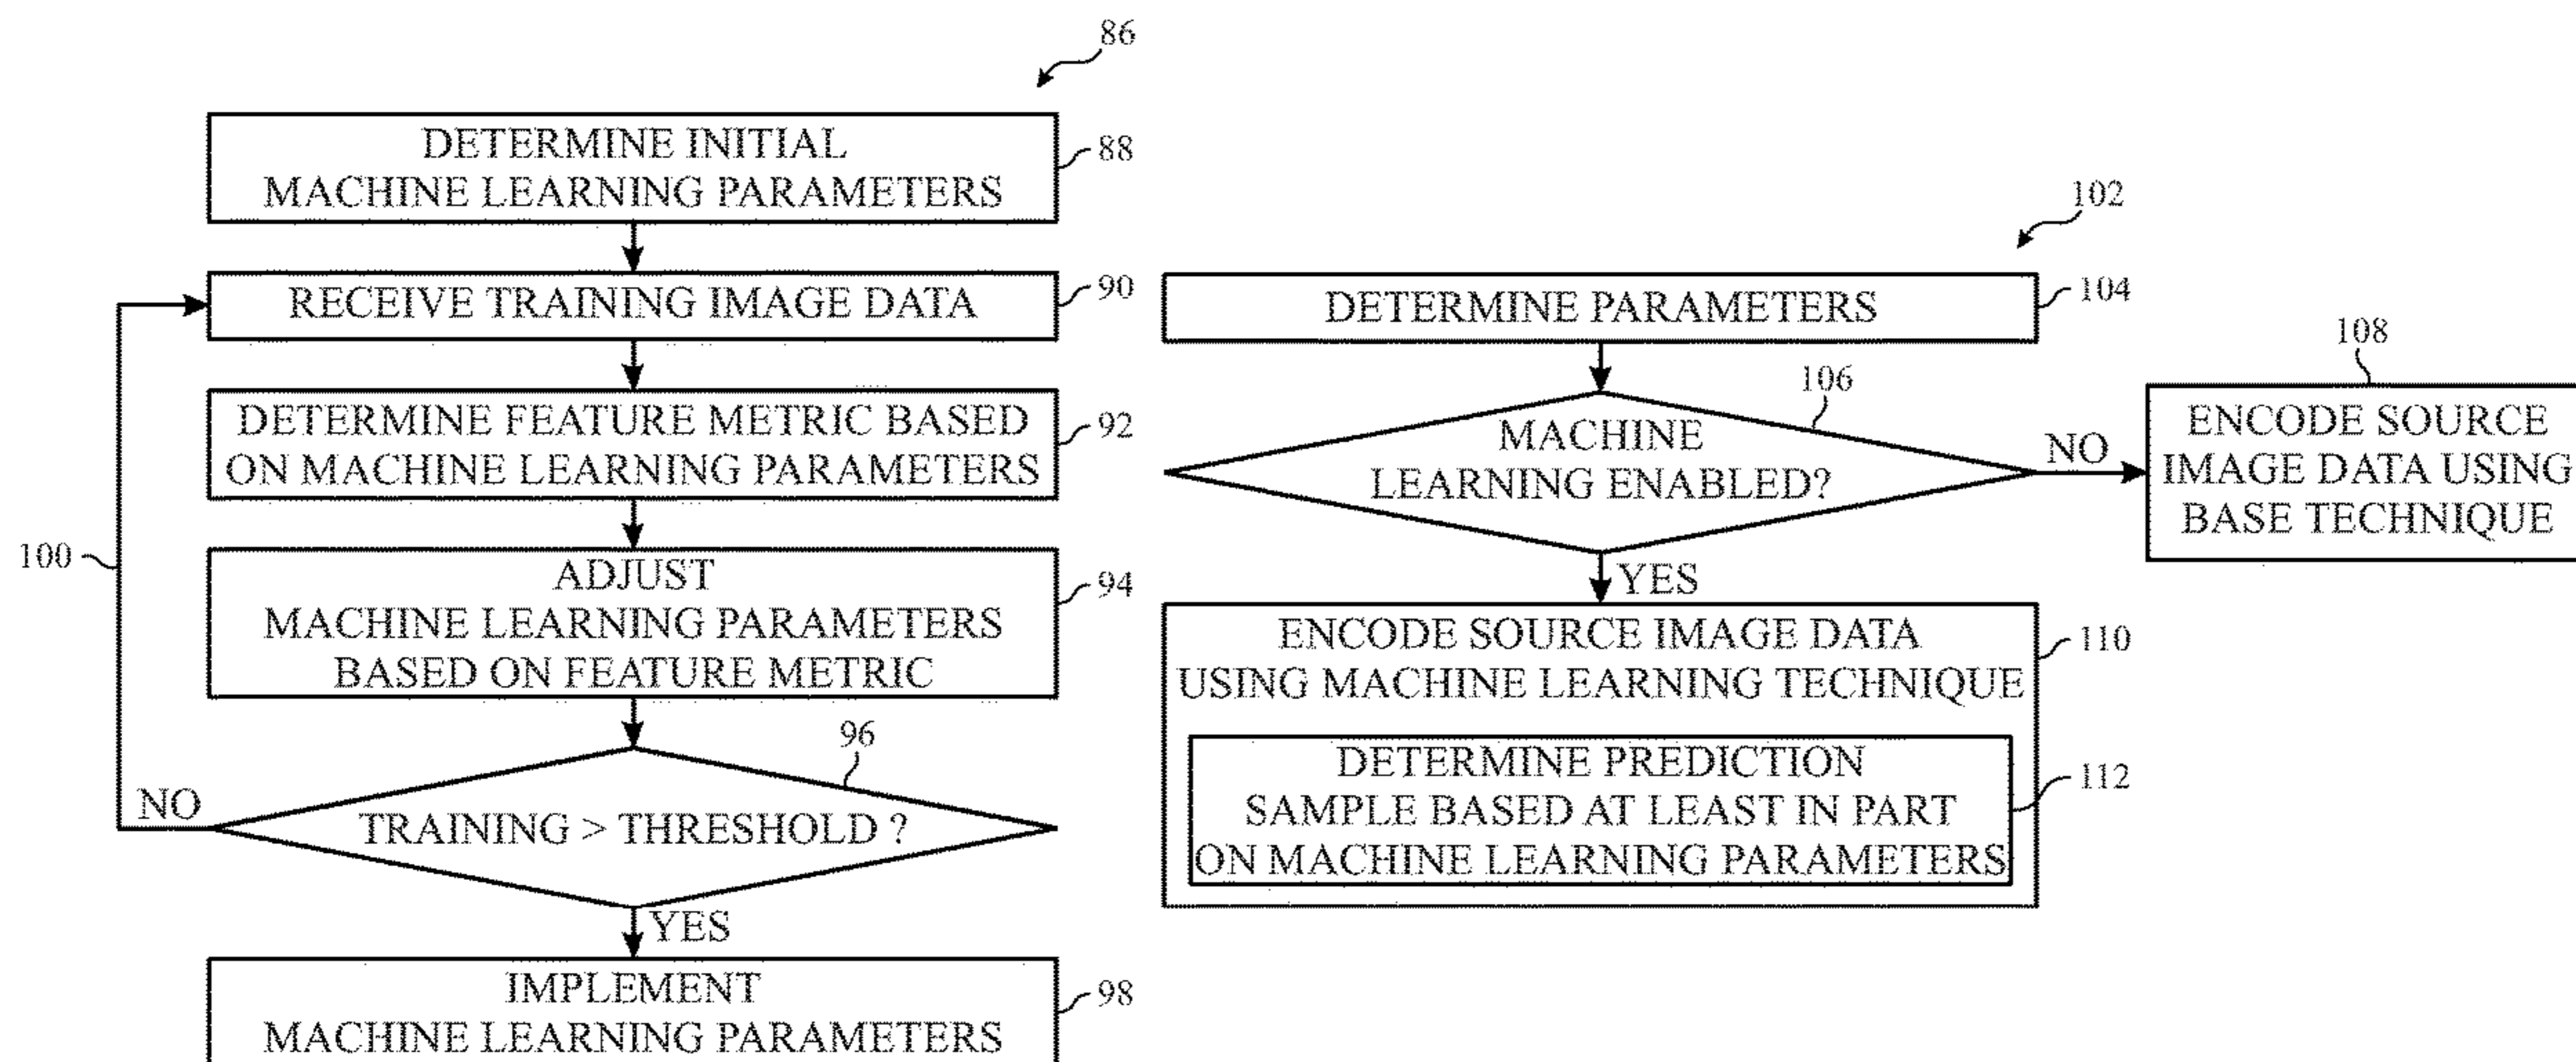 86
DETERMINE INITIAL
MACHINE LEARNING PARAMETERS
88
RECEIVE TRAINING IMAGE DATA
90
DETERMINE FEATURE METRIC BASED
ON MACHINE LEARNING PARAMETERS
92
ADJUST
MACHINE LEARNING PARAMETERS
BASED ON FEATURE METRIC
94
100
96
NO
TRAINING > THRESHOLD ?
YES
IMPLEMENT
MACHINE LEARNING PARAMETERS
98
102
DETERMINE PARAMETERS
104
106
MACHINE
LEARNING ENABLED?
NO
108
ENCODE SOURCE
IMAGE DATA USING
BASE TECHNIQUE
YES
ENCODE SOURCE IMAGE DATA
USING MACHINE LEARNING TECHNIQUE
110
DETERMINE PREDICTION
SAMPLE BASED AT LEAST IN PART
ON MACHINE LEARNING PARAMETERS
112